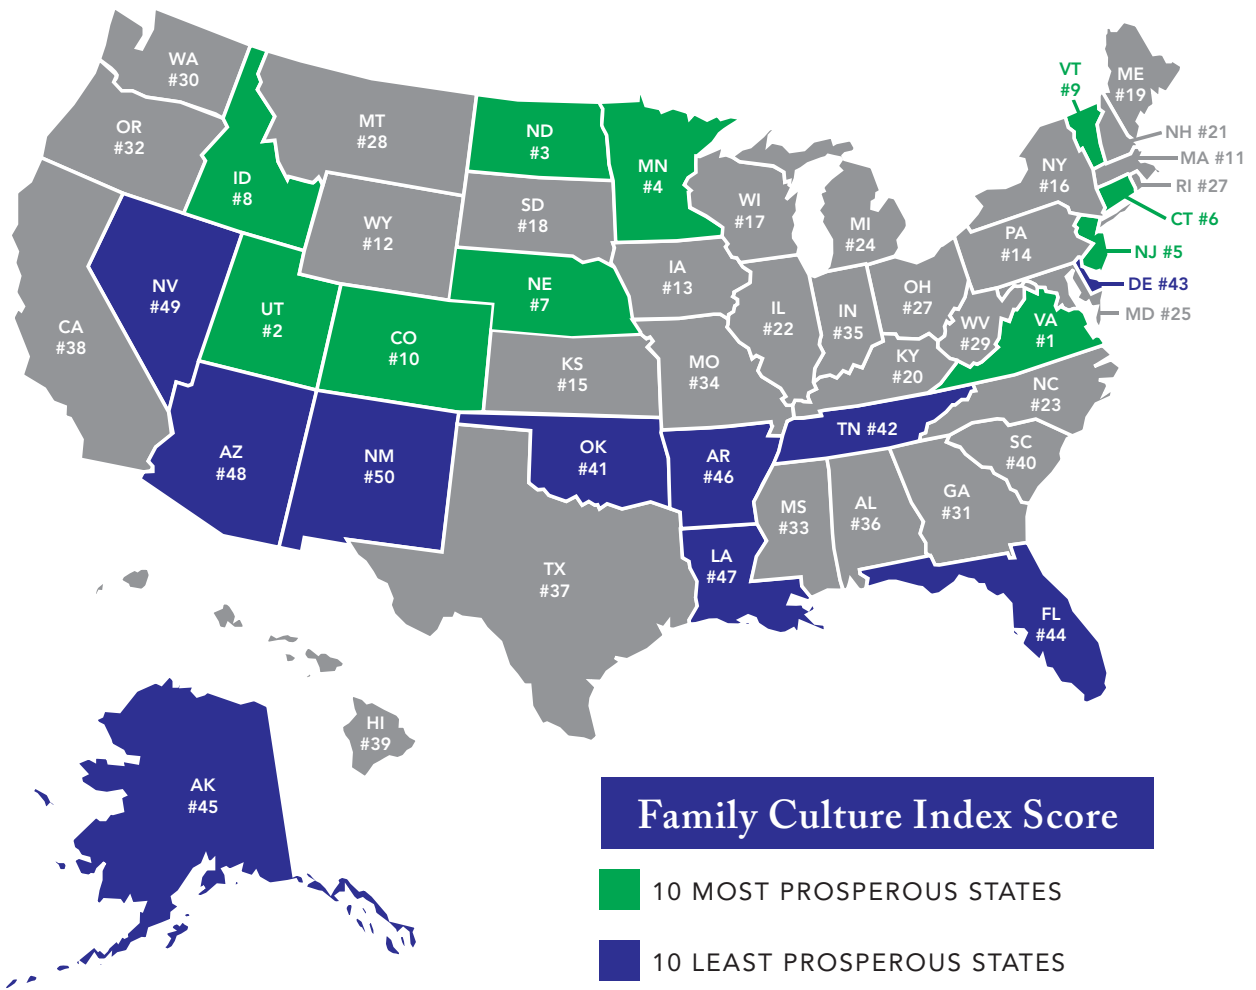 WA
#30
OR
#32
CA
#38
ID
#8
NV
#49
MT
#28
WY
#12
UT
#2
AZ
#48
CO
#10
NM
#50
ND
#3
SD
#18
NE
#7
KS
#15
OK
#41
TX
#37
MN
#4
IA
#13
MO
#34
AR
#46
LA
#47
WI
#17
IL
#22
MI
#24
IN
#35
OH
#27
KY
#20
TN #42
MS
#33
AL
#36
GA
#31
FL
#44
SC
#40
NC
#23
VA
#1
WV
#29
PA
#14
NY
#16
VT
#9
ME
#19
NH #21
MA #11
RI #27
CT #6
NJ #5
DE #43
MD #25
AK
#45
HI
#39
Family Culture Index Score
10 MOST PROSPEROUS STATES
10 LEAST PROSPEROUS STATES